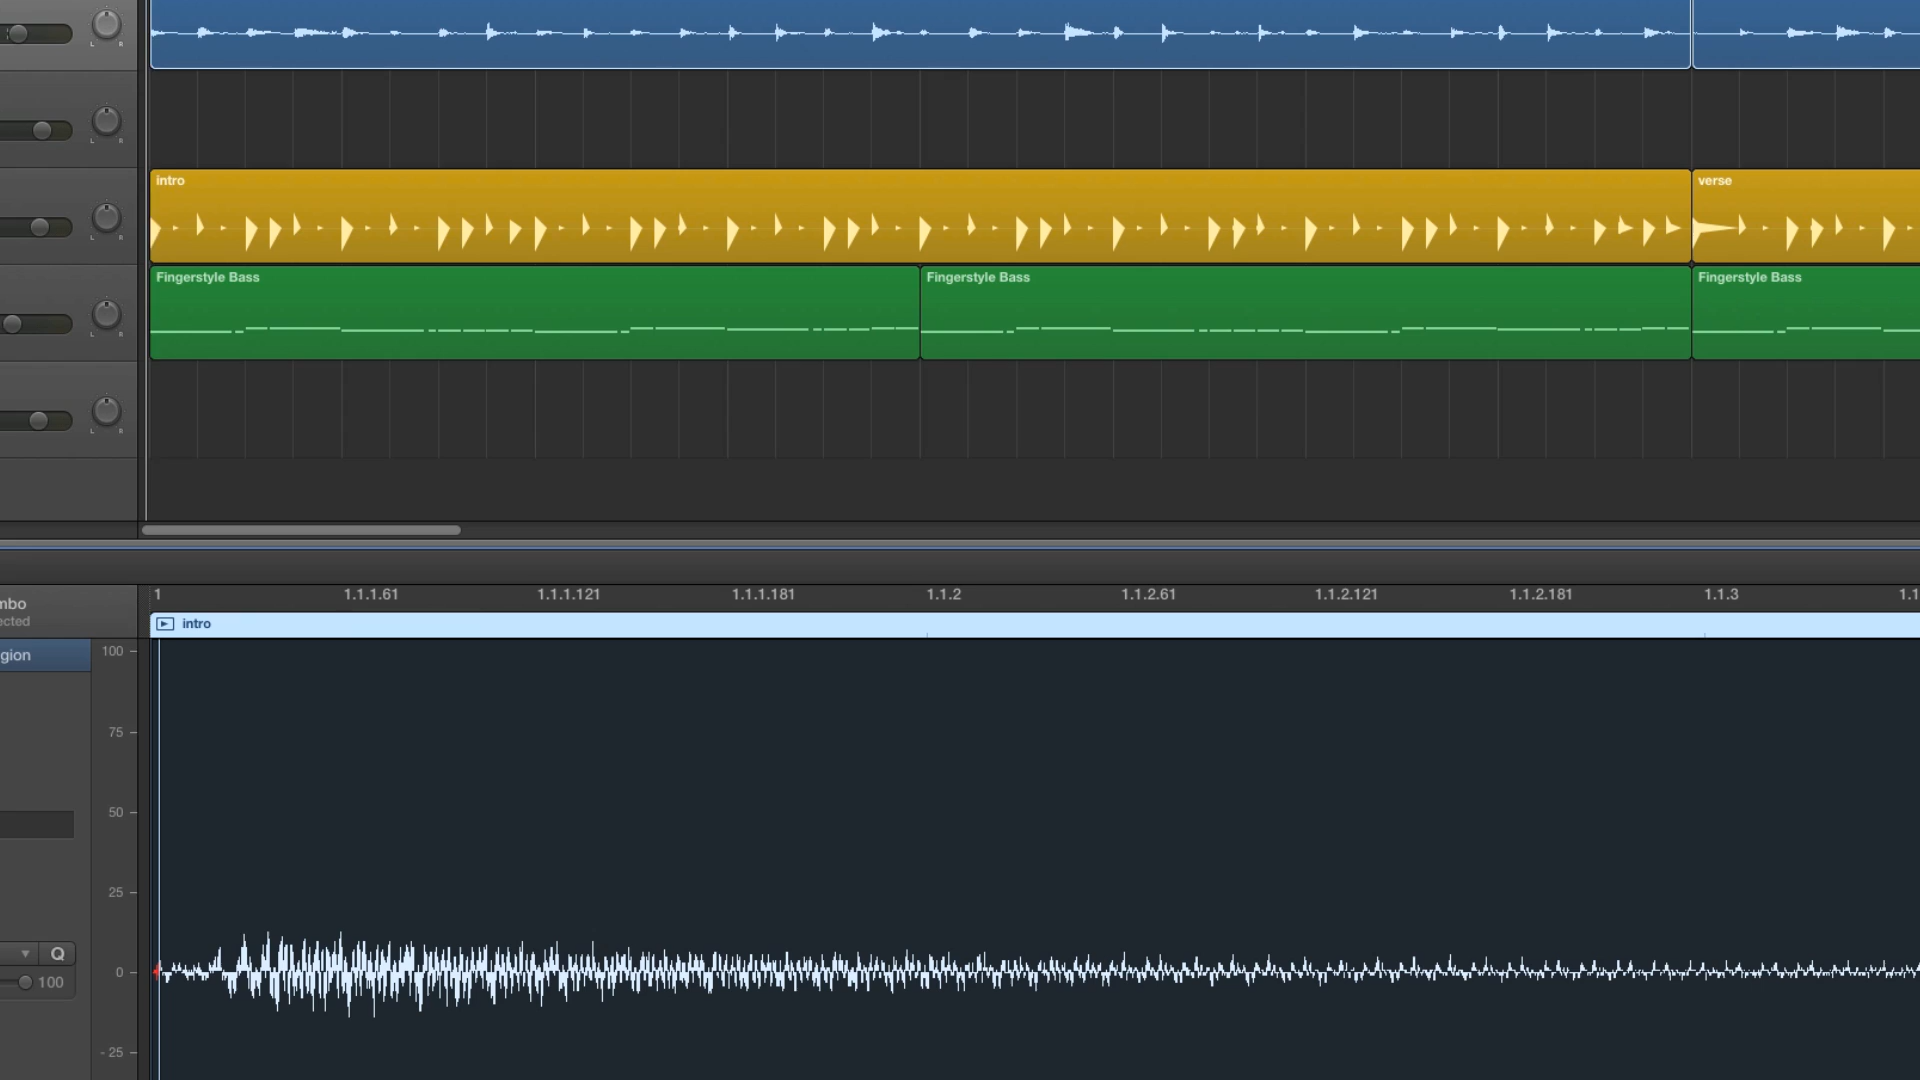 L R
L R
intro verse
L R
Fingerstyle Bass Fingerstyle Bass Fingerstyle Bass
L R
L R
1 1.1.1.61 1.1.1.121 1.1.1.181 1.1.2 1.1.2.61 1.1.2.121 1.1.2.181 1.1.3 1.1
mbo
ected
intro
gion
100
75
50
25
Q
0
100
- 25